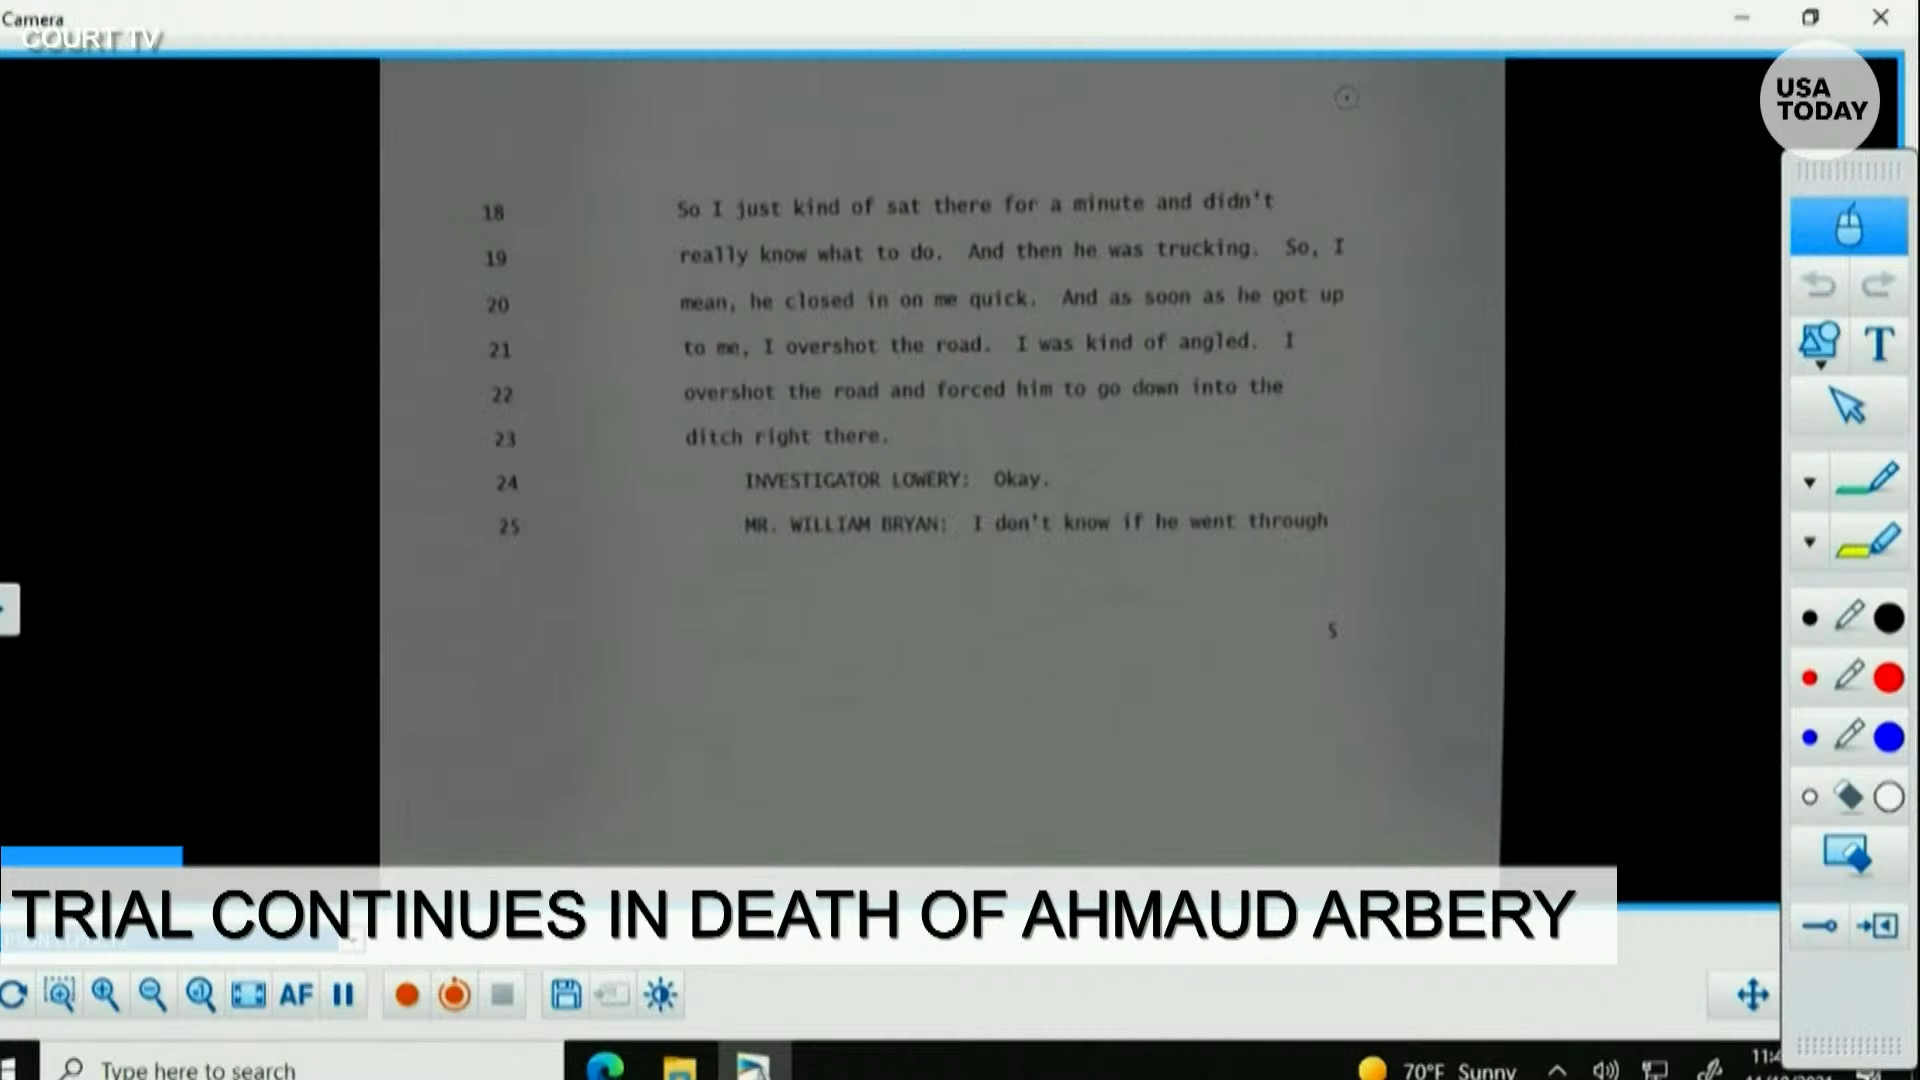 Camera
COURT TV
USA
TODAY
18 So I just kind of sat there for a minute and didn't
19 really know what to do. And then he was trucking. So, I
20 mean, he closed in on me quick. And as soon as he got up
21 to me, I overshot the road. I was kind of angled. I
22 overshot the road and forced him to go down into the
23 ditch right there.
24 INVESTIGATOR LOWERY: Okay.
25 MR. WILLIAM BRYAN: I don't know if he went through
5
T
TRIAL CONTINUES IN DEATH OF AHMAUD ARBERY
AF
Type here to search
70°F Sunny